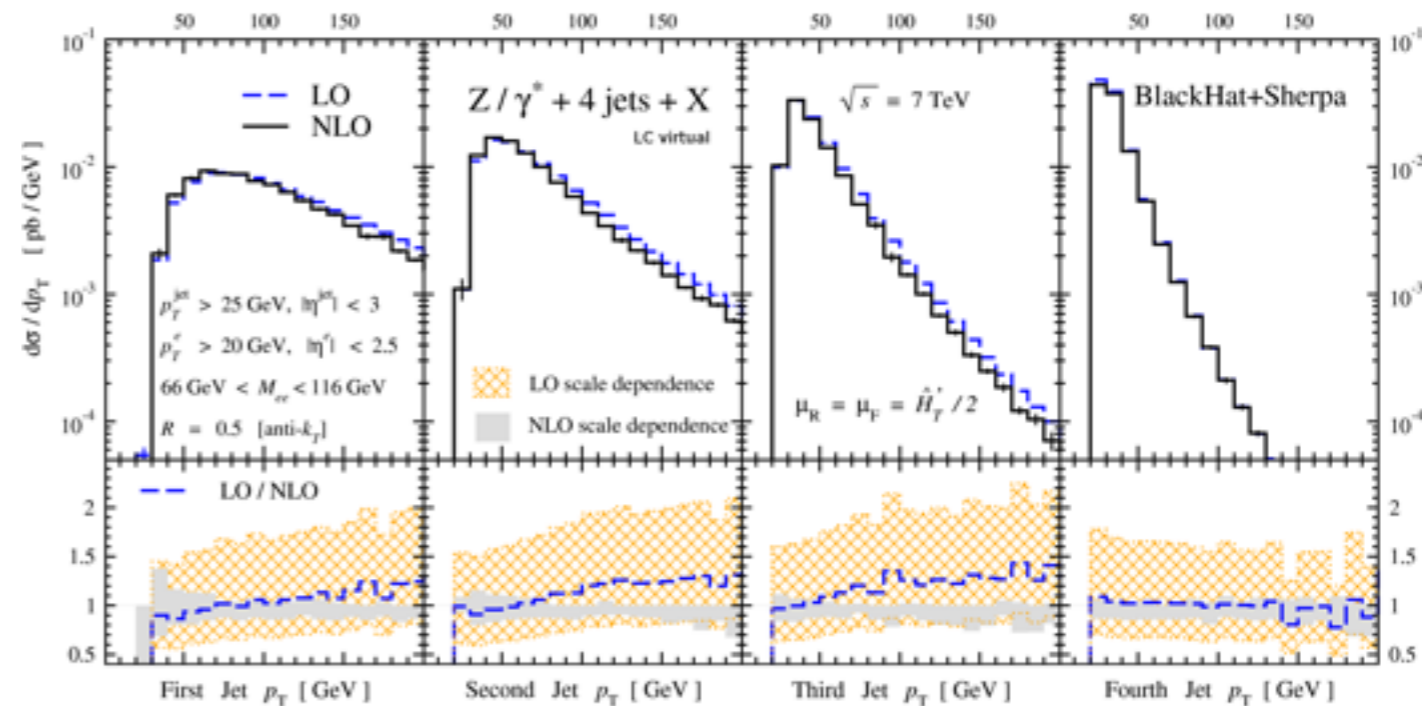 50 100 150 50 100 150 50 100 150 50 100 150
10^-1 10^-1
LO
NLO
Z / γ* + 4 jets + X
LC virtual
√s = 7 TeV
BlackHat+Sherpa
10^-2 10^-2
dσ / dp_T [ pb / GeV ]
10^-3 10^-3
p_T^jet > 25 GeV, |η^jet| < 3
p_T^e > 20 GeV, |η^e| < 2.5
66 GeV < M_ee < 116 GeV
R = 0.5 [anti-k_T]
LO scale dependence
NLO scale dependence
μ_R = μ_F = Ĥ_T' / 2
10^-4 10^-4
LO / NLO
2 2
1.5 1.5
1 1
0.5 0.5
First Jet p_T [ GeV ] Second Jet p_T [ GeV ] Third Jet p_T [ GeV ] Fourth Jet p_T [ GeV ]